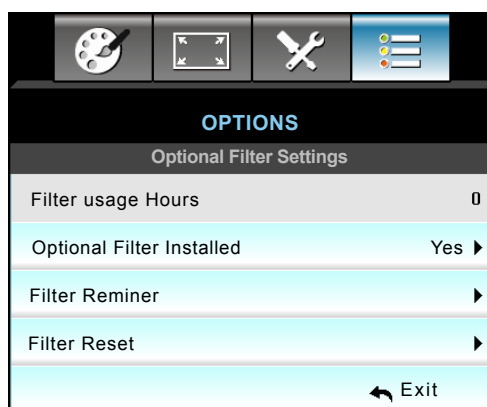 OPTIONS
Optional Filter Settings
Filter usage Hours 0
Optional Filter Installed Yes
Filter Reminer
Filter Reset
Exit